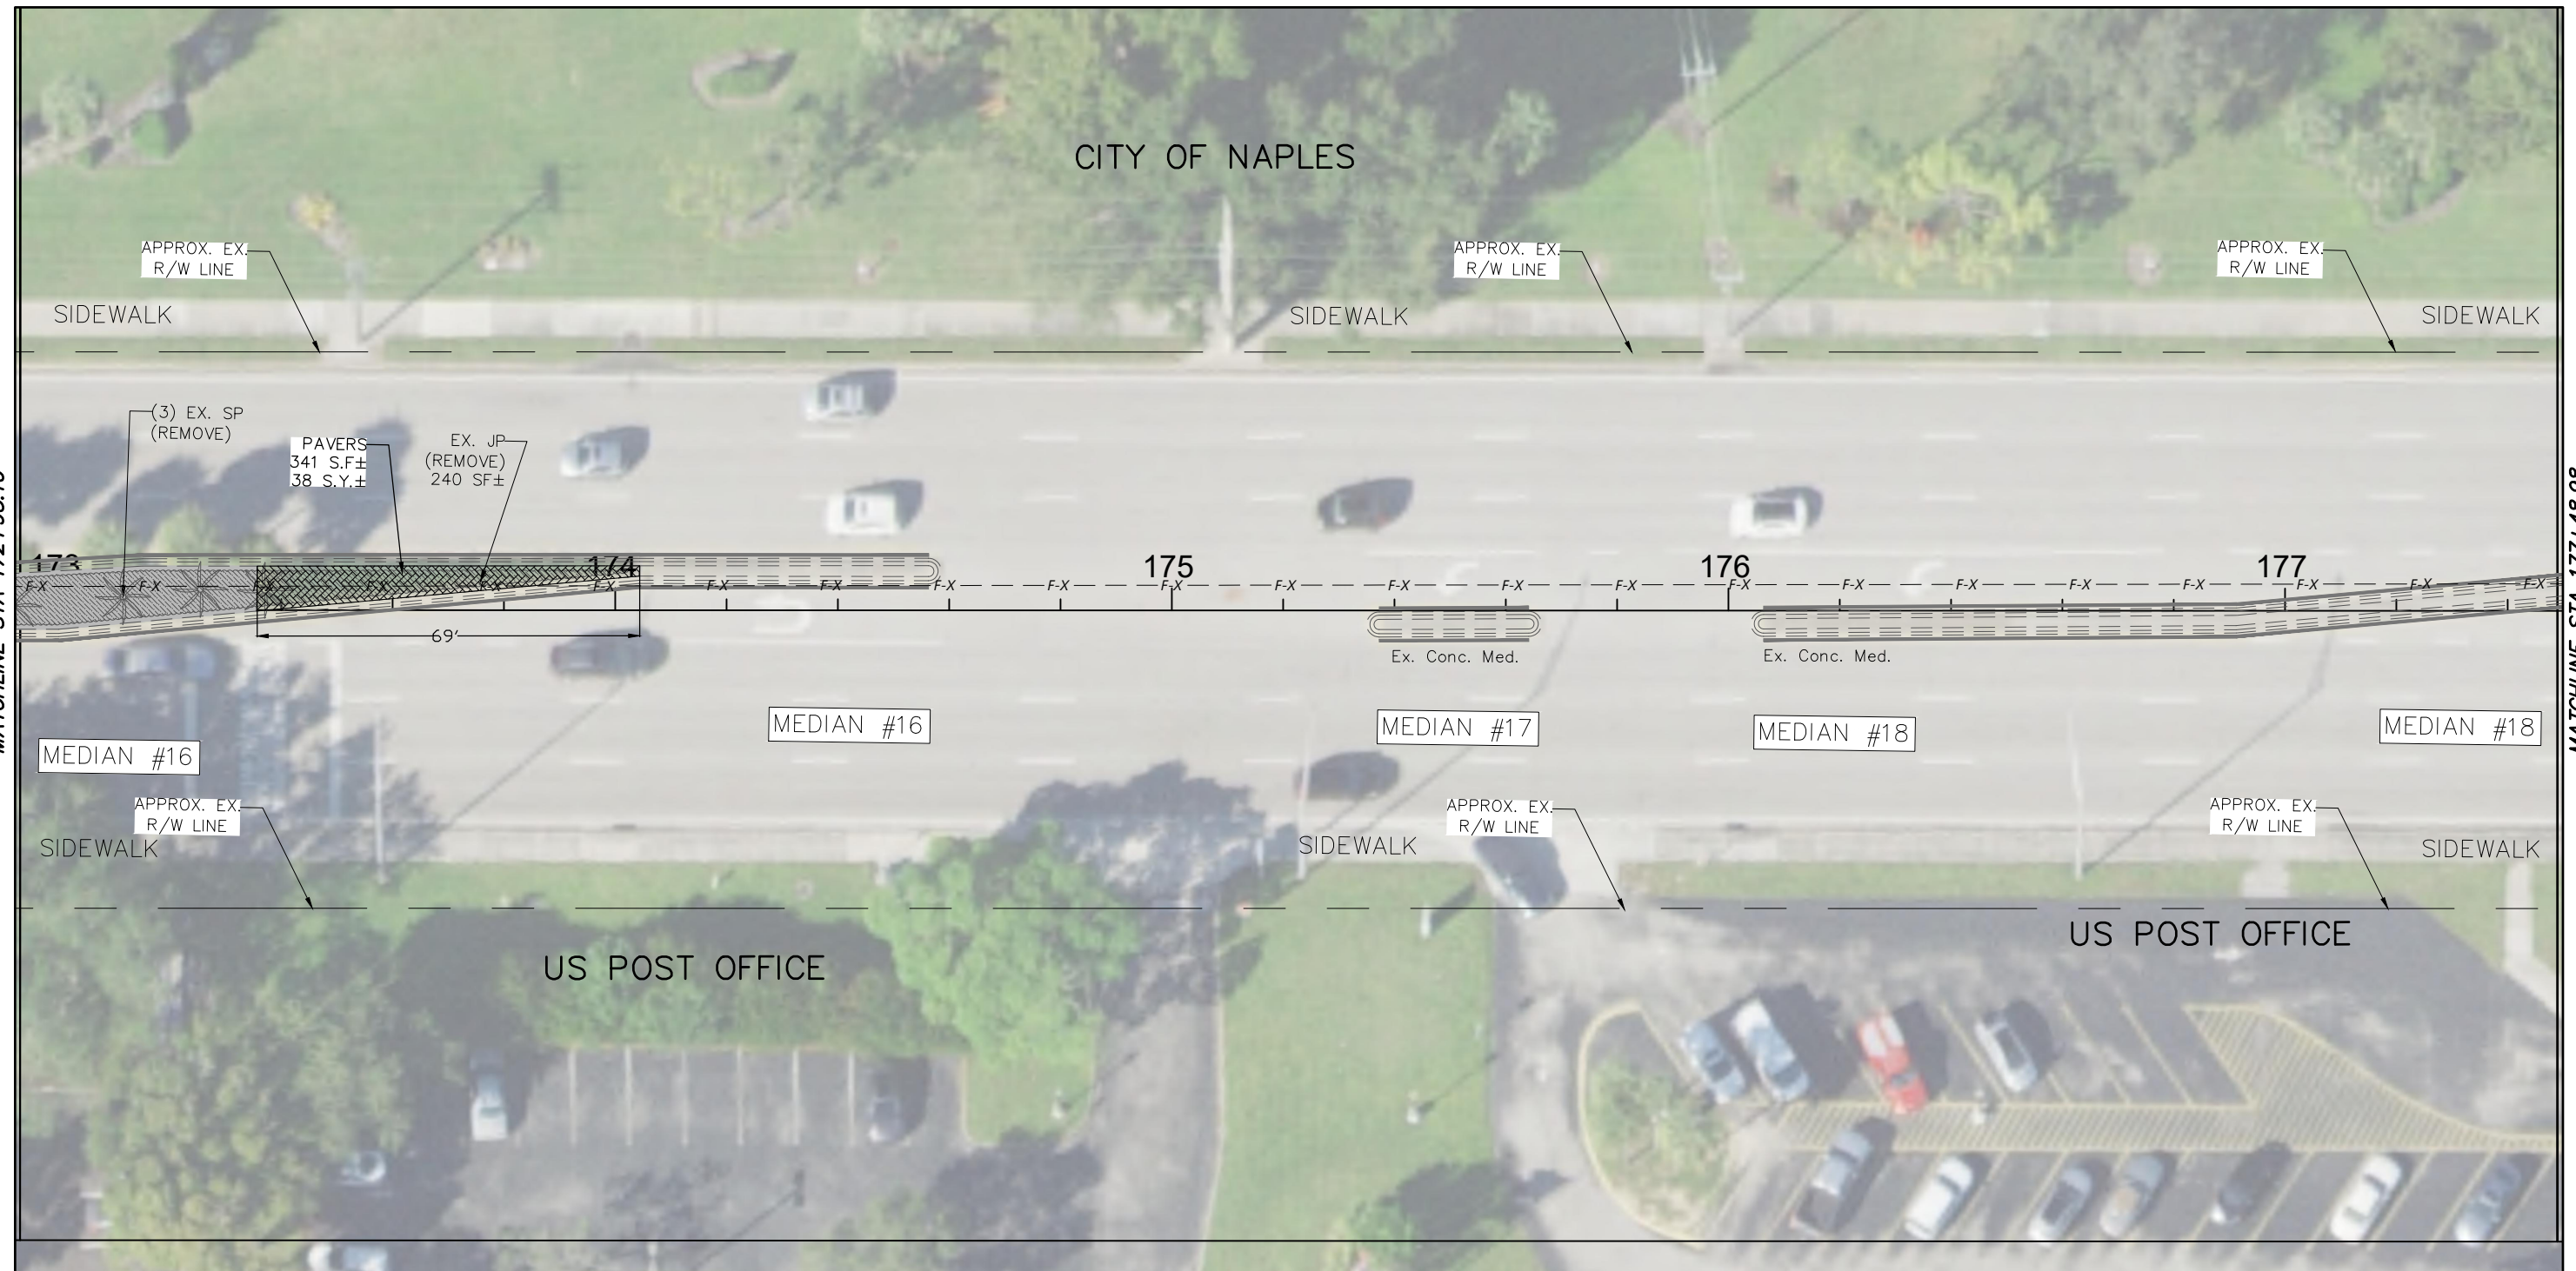 CITY OF NAPLES
APPROX. EX.
R/W LINE
APPROX. EX.
R/W LINE
APPROX. EX.
R/W LINE
SIDEWALK
SIDEWALK
SIDEWALK
(3) EX. SP
(REMOVE)
PAVERS
341 S.F±
38 S.Y.±
EX. JP
(REMOVE)
240 SF±
173
174
175
176
177
F-X F-X F-X F-X F-X F-X F-X F-X F-X F-X F-X F-X F-X F-X F-X F-X F-X F-X F-X F-X F-X F-X F-X
69'
Ex. Conc. Med.
Ex. Conc. Med.
MEDIAN #16
MEDIAN #16
MEDIAN #17
MEDIAN #18
MEDIAN #18
APPROX. EX.
R/W LINE
APPROX. EX.
R/W LINE
APPROX. EX.
R/W LINE
SIDEWALK
SIDEWALK
SIDEWALK
US POST OFFICE
US POST OFFICE